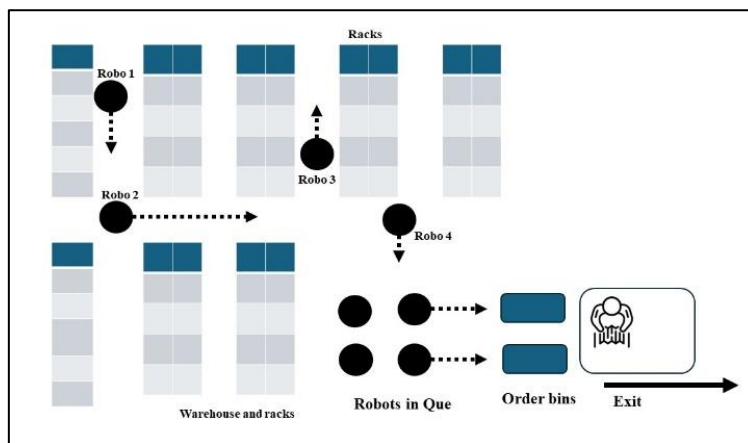 Racks
Robo 1
Robo 3
Robo 2
Robo 4
Warehouse and racks
Robots in Que
Order bins
Exit